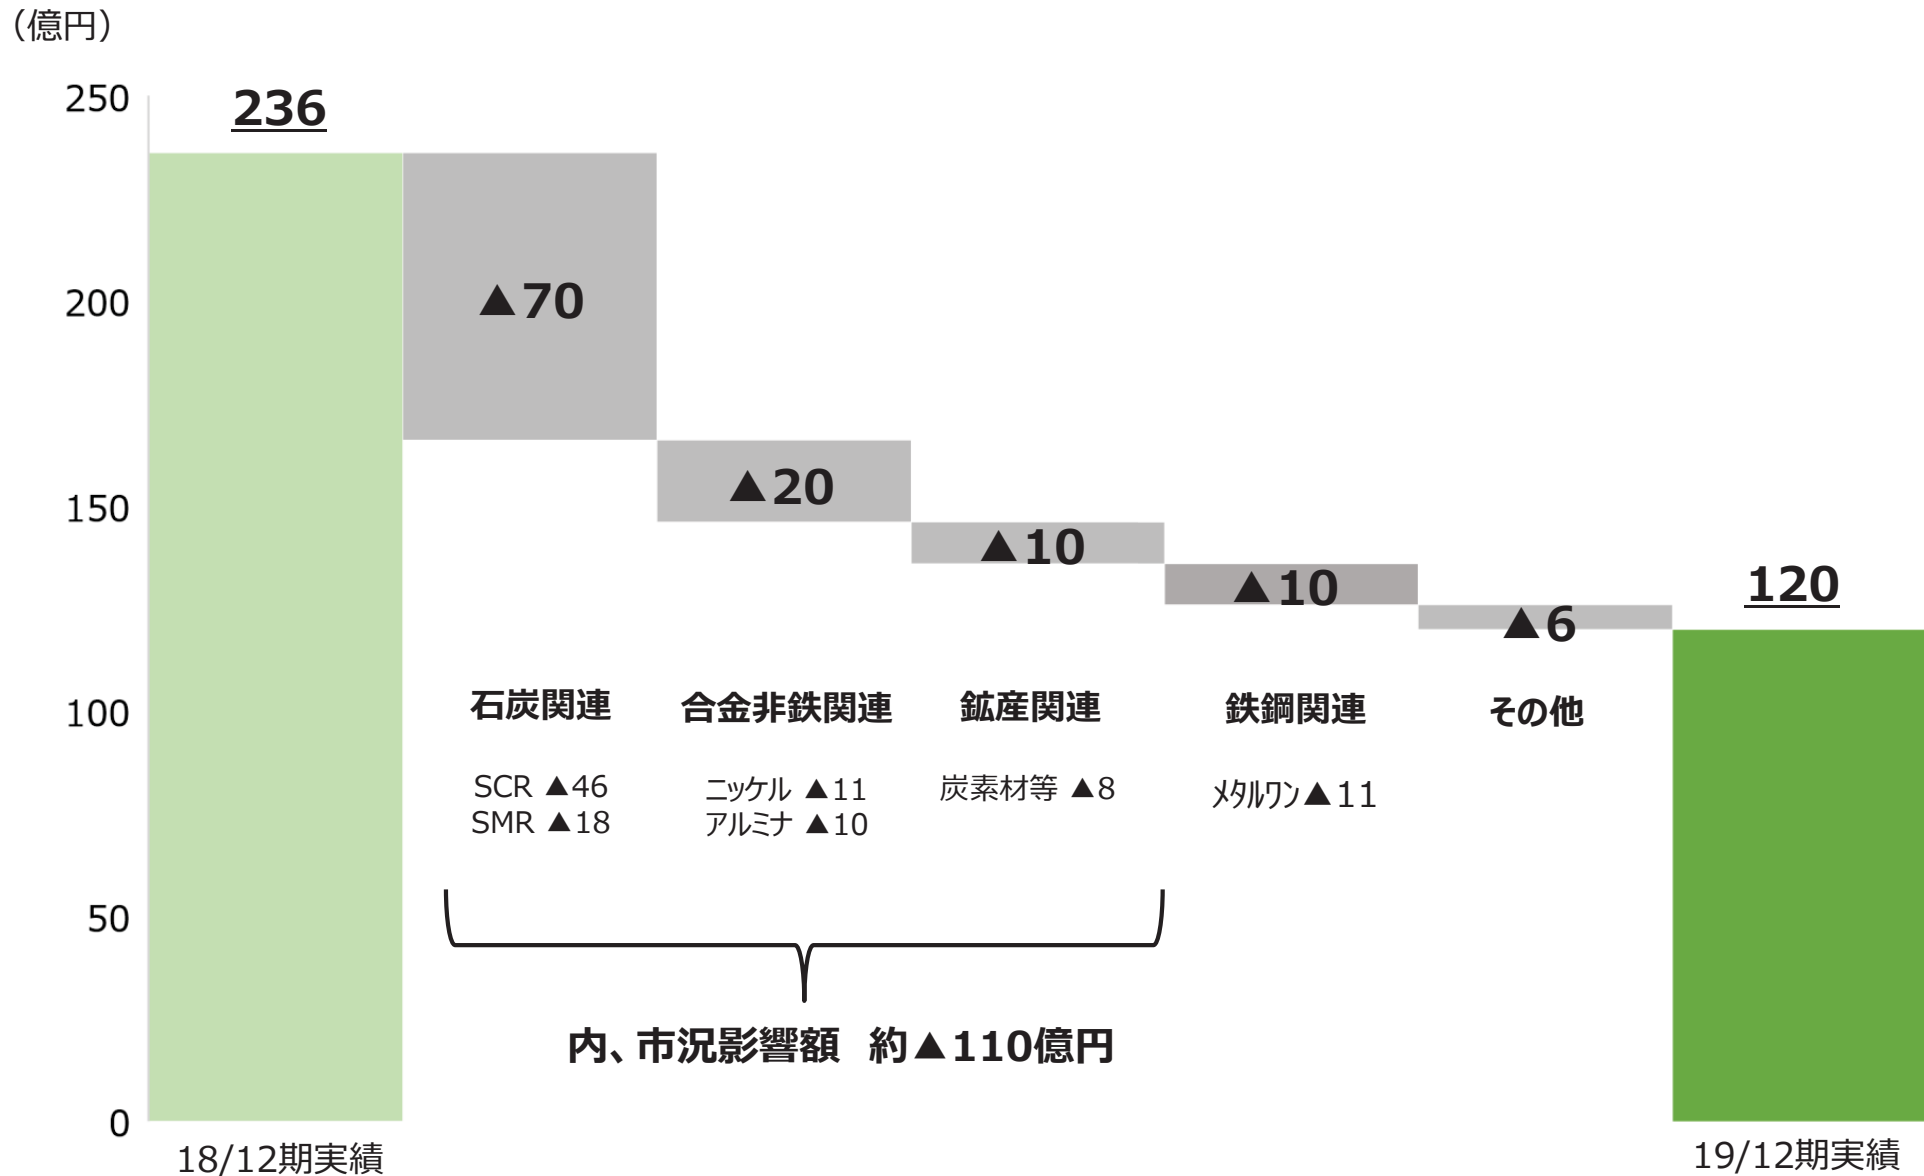 （億円）
250
200
150
100
50
0
236
▲70
▲20
▲10
▲10
▲6
120
石炭関連
SCR ▲46
SMR ▲18
合金非鉄関連
ニッケル ▲11
アルミナ ▲10
鉱産関連
炭素材等 ▲8
鉄鋼関連
メタルワン▲11
その他
内、市況影響額 約▲110億円
18/12期実績
19/12期実績